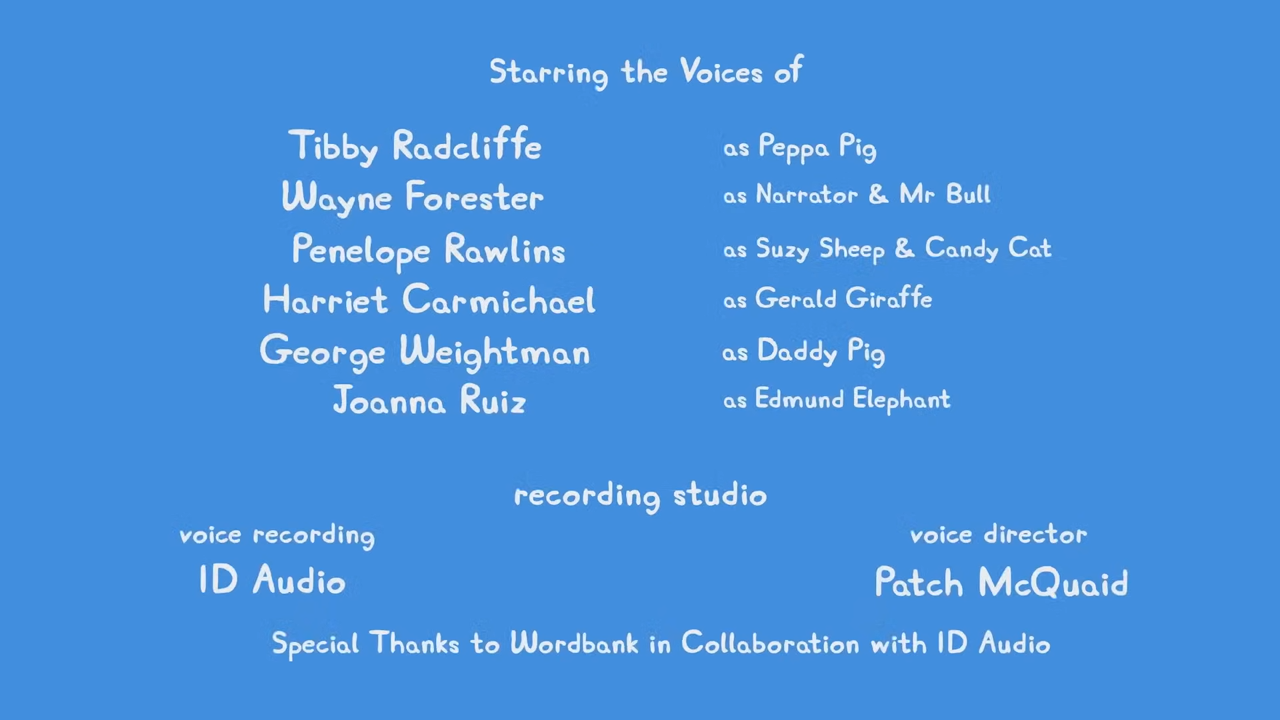 Starring the Voices of
Tibby Radcliffe as Peppa Pig
Wayne Forester as Narrator & Mr Bull
Penelope Rawlins as Suzy Sheep & Candy Cat
Harriet Carmichael as Gerald Giraffe
George Weightman as Daddy Pig
Joanna Ruiz as Edmund Elephant
recording studio
voice recording voice director
ID Audio Patch McQuaid
Special Thanks to Wordbank in Collaboration with ID Audio